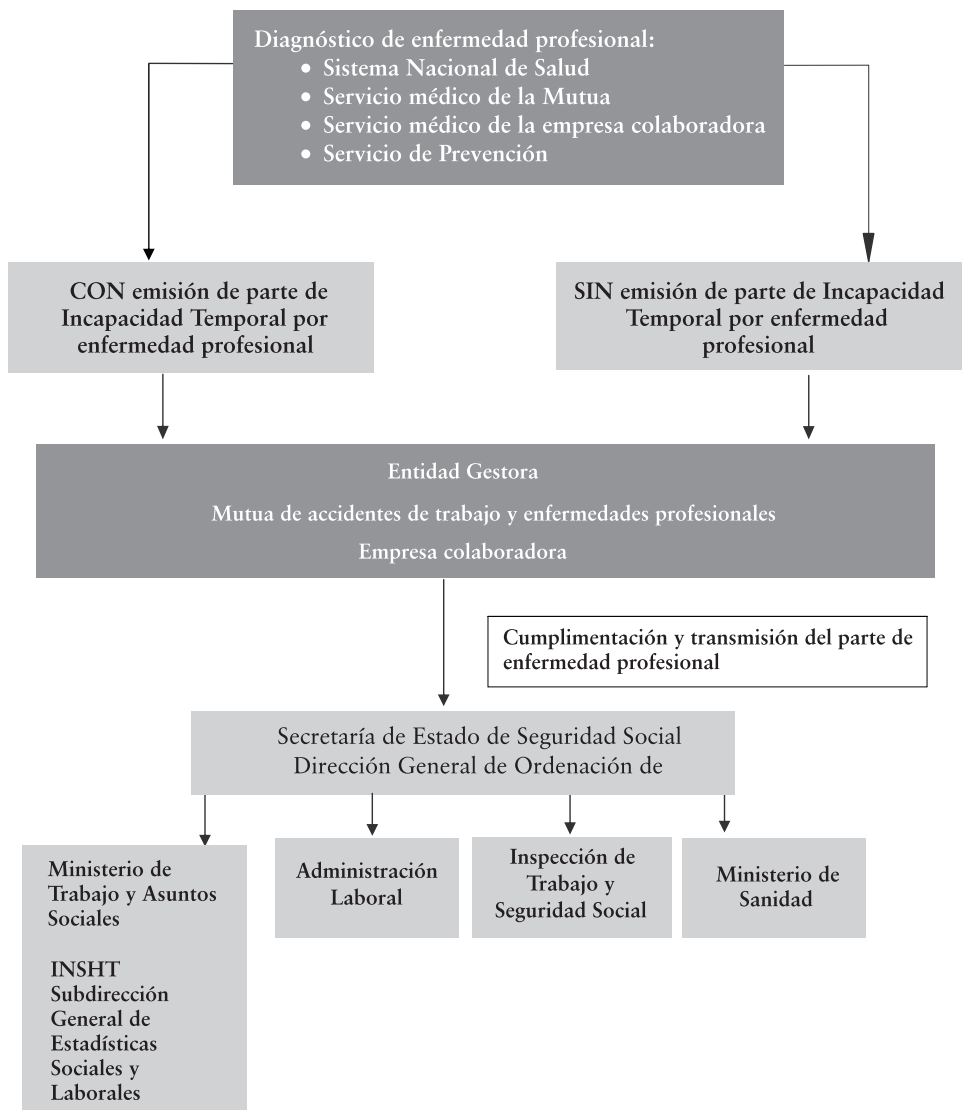 Diagnóstico de enfermedad profesional:
• Sistema Nacional de Salud
• Servicio médico de la Mutua
• Servicio médico de la empresa colaboradora
• Servicio de Prevención
CON emisión de parte de
Incapacidad Temporal por
enfermedad profesional
SIN emisión de parte de Incapacidad
Temporal por enfermedad
profesional
Entidad Gestora
Mutua de accidentes de trabajo y enfermedades profesionales
Empresa colaboradora
Cumplimentación y transmisión del parte de
enfermedad profesional
Secretaría de Estado de Seguridad Social
Dirección General de Ordenación de
Ministerio de
Trabajo y Asuntos
Sociales
INSHT
Subdirección
General de
Estadísticas
Sociales y
Laborales
Administración
Laboral
Inspección de
Trabajo y
Seguridad Social
Ministerio de
Sanidad